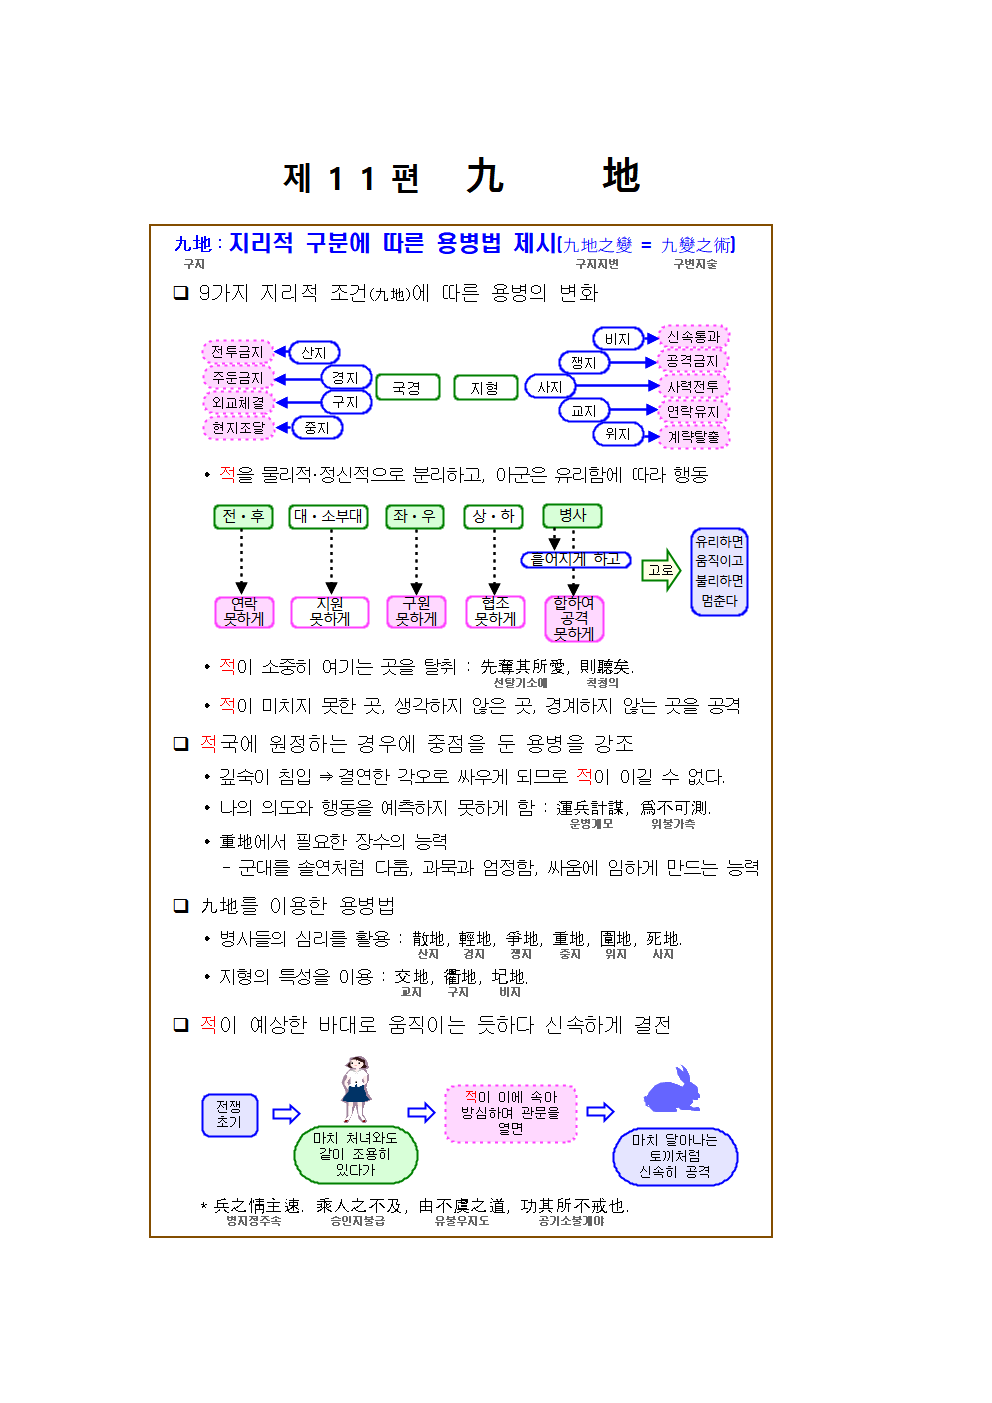 제 1 1 편 九 地
九地 : 지리적 구분에 따른 용병법 제시(九地之變 = 九變之術)
구지 구지지변 구변지술
❑ 9가지 지리적 조건(九地)에 따른 용병의 변화
전투금지 산지 비지 신속통과
주둔금지 경지 쟁지 공격금지
국경 지형 사지 사력전투
외교체결 구지 교지 연락유지
현지조달 중지 위지 계략탈출
• 적을 물리적·정신적으로 분리하고, 아군은 유리함에 따라 행동
전・후 대・소부대 좌・우 상・하 병사
흩어지게 하고
고로
유리하면
움직이고
불리하면
멈춘다
연락
못하게
지원
못하게
구원
못하게
협조
못하게
합하여
공격
못하게
• 적이 소중히 여기는 곳을 탈취 : 先奪其所愛, 則聽矣.
선탈기소애 칙청의
• 적이 미치지 못한 곳, 생각하지 않은 곳, 경계하지 않는 곳을 공격
❑ 적국에 원정하는 경우에 중점을 둔 용병을 강조
• 깊숙이 침입 ⇒ 결연한 각오로 싸우게 되므로 적이 이길 수 없다.
• 나의 의도와 행동을 예측하지 못하게 함 : 運兵計謀, 爲不可測.
운병계모 위불가측
• 重地에서 필요한 장수의 능력
- 군대를 솔연처럼 다룸, 과묵과 엄정함, 싸움에 임하게 만드는 능력
❑ 九地를 이용한 용병법
• 병사들의 심리를 활용 : 散地, 輕地, 爭地, 重地, 圍地, 死地.
산지 경지 쟁지 중지 위지 사지
• 지형의 특성을 이용 : 交地, 衢地, 圮地.
교지 구지 비지
❑ 적이 예상한 바대로 움직이는 듯하다 신속하게 결전
전쟁
초기
마치 처녀와도
같이 조용히
있다가
적이 이에 속아
방심하여 관문을
열면
마치 달아나는
토끼처럼
신속히 공격
* 兵之情主速. 乘人之不及, 由不虞之道, 功其所不戒也.
병지정주속 승인지불급 유불우지도 공기소불계야